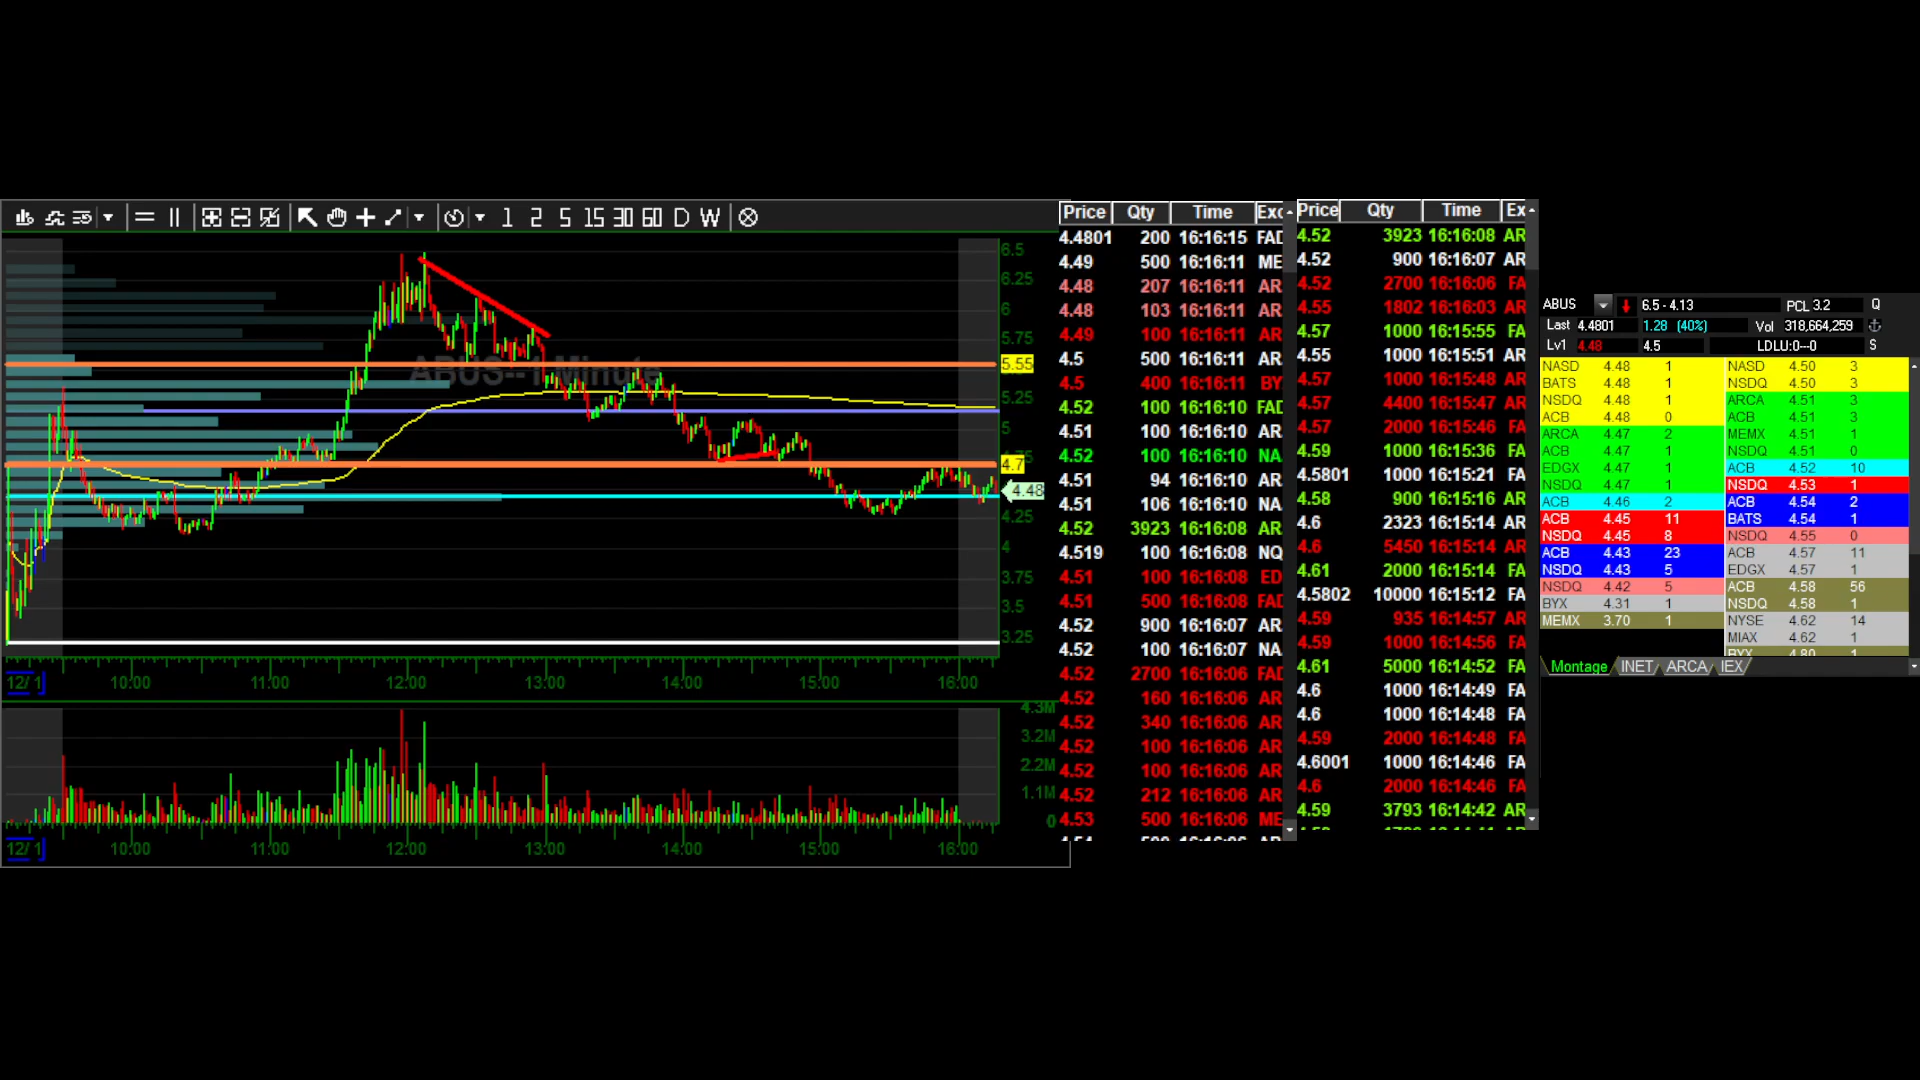 1 2 5 15 30 60 D W
ABUS--1 Minute
6.5
6.25
6
5.75
5.55
5.25
5
4.7
4.48
4.25
4
3.75
3.5
3.25
12/ 1 10:00 11:00 12:00 13:00 14:00 15:00 16:00
4.3M
3.2M
2.2M
1.1M
0
12/ 1 10:00 11:00 12:00 13:00 14:00 15:00 16:00
Price Qty Time Exc
4.4801 200 16:16:15 FAD
4.49 500 16:16:11 ME
4.48 207 16:16:11 AR
4.48 103 16:16:11 AR
4.49 100 16:16:11 AR
4.5 500 16:16:11 AR
4.5 400 16:16:11 BY
4.52 100 16:16:10 FAD
4.51 100 16:16:10 AR
4.52 100 16:16:10 NA
4.51 94 16:16:10 AR
4.51 106 16:16:10 NA
4.52 3923 16:16:08 AR
4.519 100 16:16:08 NQ
4.51 100 16:16:08 ED
4.51 500 16:16:08 FAD
4.52 900 16:16:07 AR
4.52 100 16:16:07 NA
4.52 2700 16:16:06 FAD
4.52 160 16:16:06 AR
4.52 340 16:16:06 AR
4.52 100 16:16:06 AR
4.52 100 16:16:06 AR
4.52 212 16:16:06 AR
4.53 500 16:16:06 ME
Price Qty Time Ex
4.52 3923 16:16:08 AR
4.52 900 16:16:07 AR
4.52 2700 16:16:06 FA
4.55 1802 16:16:03 AR
4.57 1000 16:15:55 FA
4.55 1000 16:15:51 AR
4.57 1000 16:15:48 AR
4.57 4400 16:15:47 AR
4.57 2000 16:15:46 FA
4.59 1000 16:15:36 FA
4.5801 1000 16:15:21 FA
4.58 900 16:15:16 AR
4.6 2323 16:15:14 AR
4.6 5450 16:15:14 AR
4.61 2000 16:15:14 FA
4.5802 10000 16:15:12 FA
4.59 935 16:14:57 AR
4.59 1000 16:14:56 FA
4.61 5000 16:14:52 FA
4.6 1000 16:14:49 FA
4.6 1000 16:14:48 FA
4.59 2000 16:14:48 FA
4.6001 1000 16:14:46 FA
4.6 2000 16:14:46 FA
4.59 3793 16:14:42 AR
ABUS 6.5 - 4.13 PCL 3.2 Q
Last 4.4801 1.28 (40%) Vol 318,664,259
Lv1 4.48 4.5 LDLU:0--0 S
NASD 4.48 1 NASD 4.50 3
BATS 4.48 1 NSDQ 4.50 3
NSDQ 4.48 1 ARCA 4.51 3
ACB 4.48 0 ACB 4.51 3
ARCA 4.47 2 MEMX 4.51 1
ACB 4.47 1 NSDQ 4.51 0
EDGX 4.47 1 ACB 4.52 10
NSDQ 4.47 1 NSDQ 4.53 1
ACB 4.46 2 ACB 4.54 2
ACB 4.45 11 BATS 4.54 1
NSDQ 4.45 8 NSDQ 4.55 0
ACB 4.43 23 ACB 4.57 11
NSDQ 4.43 5 EDGX 4.57 1
NSDQ 4.42 5 ACB 4.58 56
BYX 4.31 1 NSDQ 4.58 1
MEMX 3.70 1 NYSE 4.62 14
MIAX 4.62 1
BYX 4.80 1
Montage INET ARCA IEX